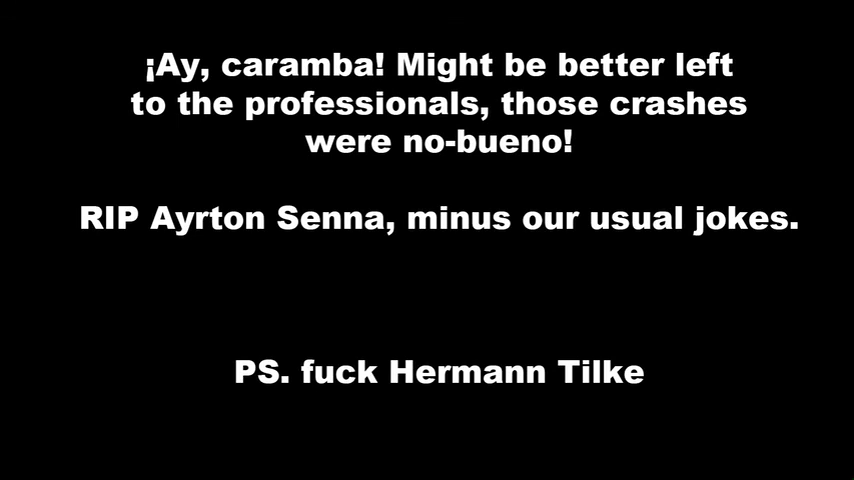 ¡Ay, caramba! Might be better left
to the professionals, those crashes
were no-bueno!
RIP Ayrton Senna, minus our usual jokes.
PS. fuck Hermann Tilke